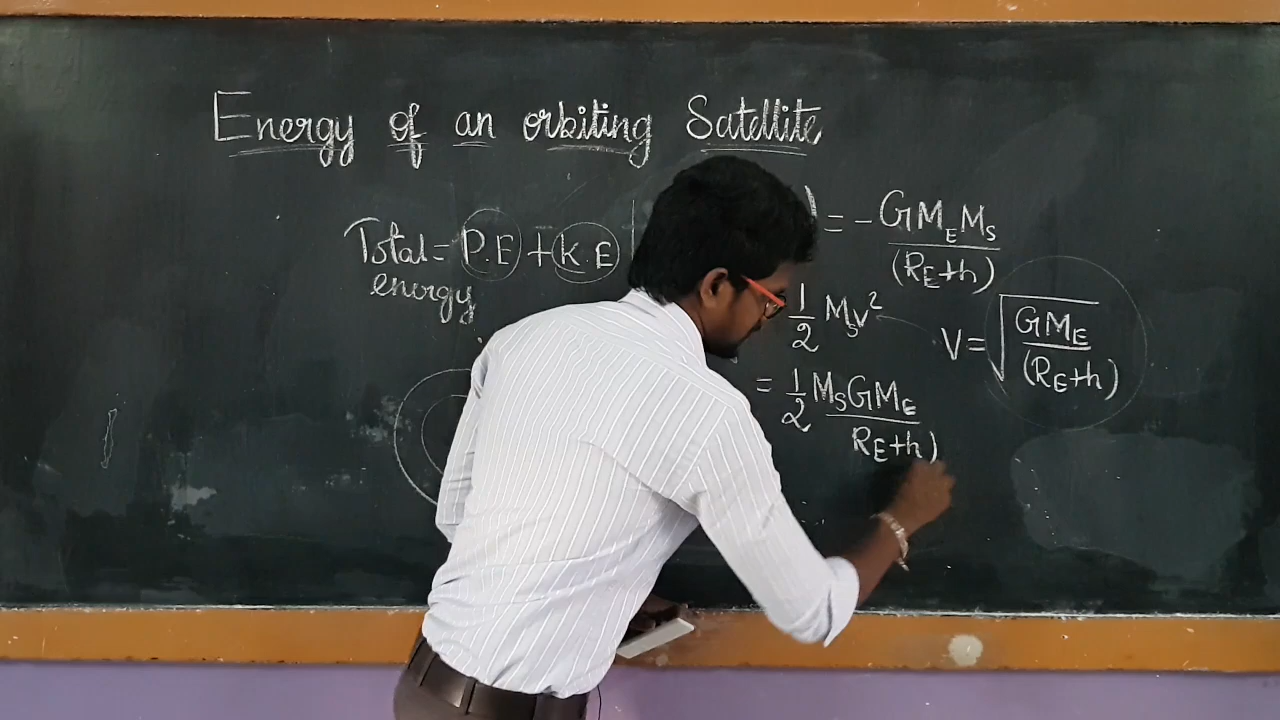 Energy of an orbiting Satellite
Total = P.E + K.E
energy
) = - GM_E M_S / (R_E+h)
1/2 M_S v²
V = √(GM_E / (R_E+h))
= 1/2 M_S GM_E / R_E+h)